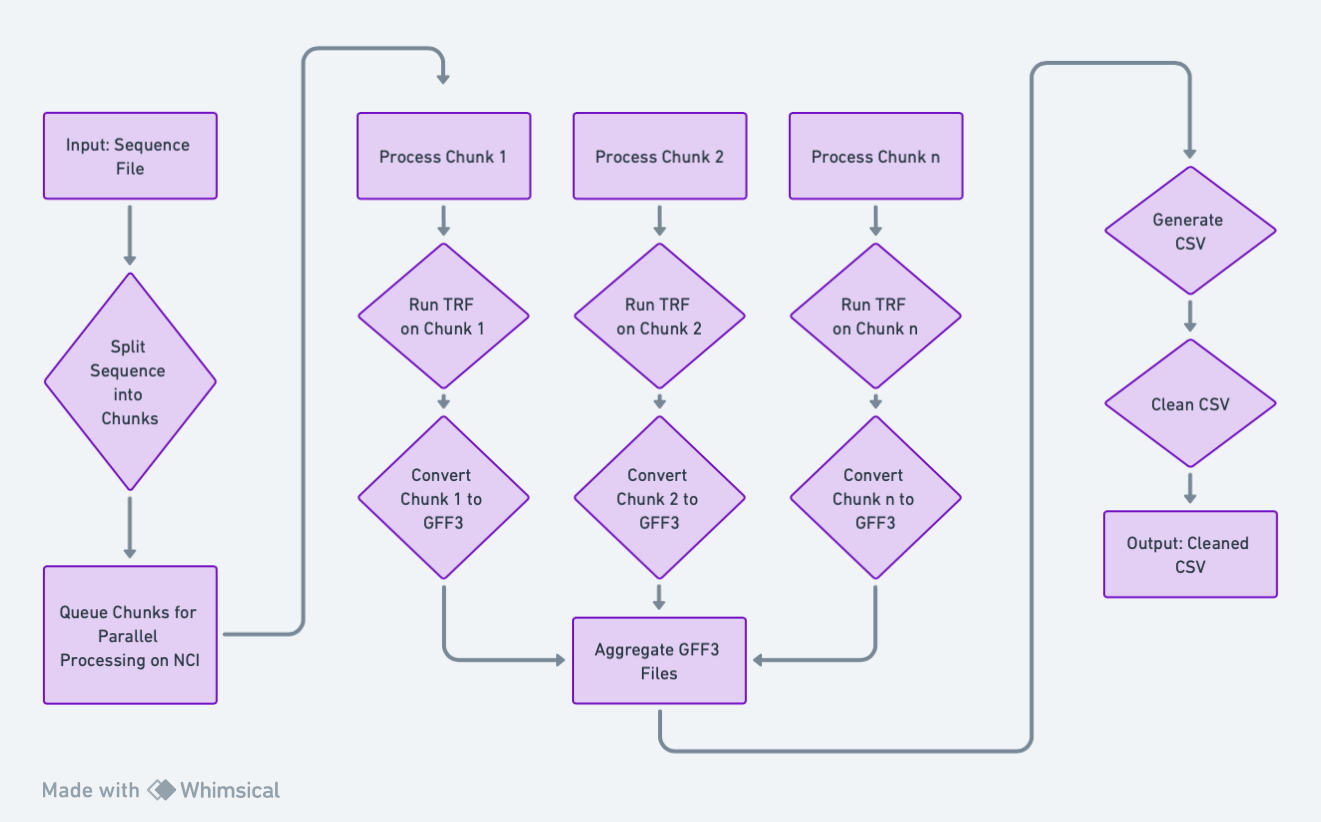 Input: Sequence
File
Split
Sequence
into
Chunks
Queue Chunks for
Parallel
Processing on NCI
Process Chunk 1
Run TRF
on Chunk 1
Convert
Chunk 1 to
GFF3
Process Chunk 2
Run TRF
on Chunk 2
Convert
Chunk 2 to
GFF3
Process Chunk n
Run TRF
on Chunk n
Convert
Chunk n to
GFF3
Aggregate GFF3
Files
Generate
CSV
Clean CSV
Output: Cleaned
CSV
Made with Whimsical